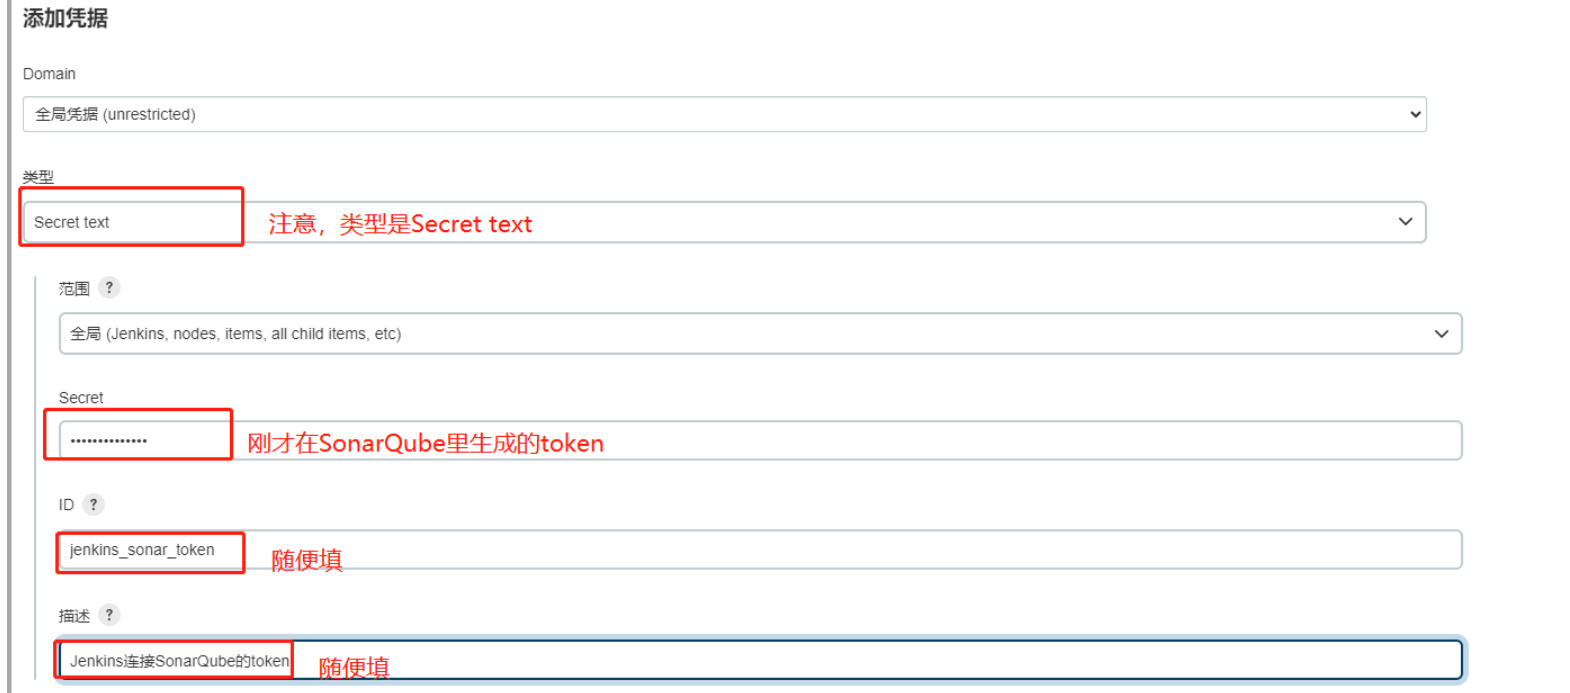 添加凭据
Domain
全局凭据 (unrestricted)
类型
Secret text
注意，类型是Secret text
范围 ?
全局 (Jenkins, nodes, items, all child items, etc)
Secret
••••••••••••••
刚才在SonarQube里生成的token
ID ?
jenkins_sonar_token
随便填
描述 ?
Jenkins连接SonarQube的token
随便填